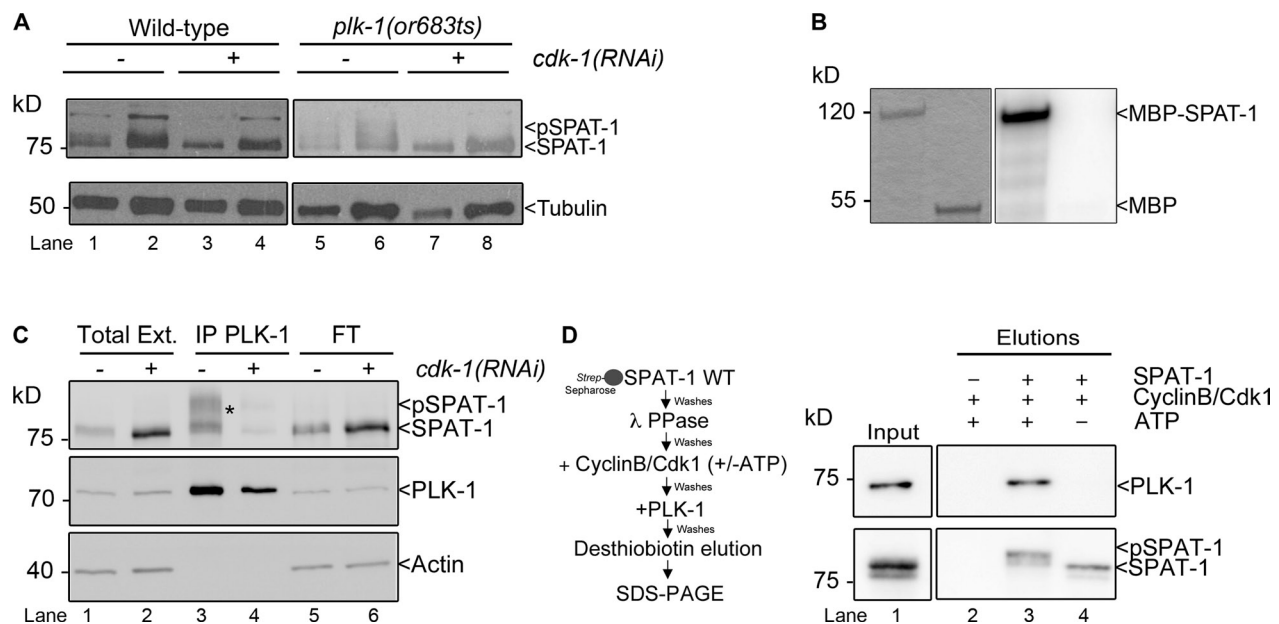 A
Wild-type plk-1(or683ts)
- + - + cdk-1(RNAi)
kD
<pSPAT-1
75 <SPAT-1
50 <Tubulin
Lane 1 2 3 4 5 6 7 8
B
kD
120 <MBP-SPAT-1
55 <MBP
C
Total Ext. IP PLK-1 FT
- + - + - + cdk-1(RNAi)
kD
* <pSPAT-1
75 <SPAT-1
70 <PLK-1
40 <Actin
Lane 1 2 3 4 5 6
D
Strep-
Sepharose SPAT-1 WT
Washes
λ PPase
Washes
+ CyclinB/Cdk1 (+/-ATP)
Washes
+PLK-1
Washes
Desthiobiotin elution
SDS-PAGE
Elutions
– + + SPAT-1
+ + + CyclinB/Cdk1
+ + – ATP
kD Input
75 <PLK-1
<pSPAT-1
75 <SPAT-1
Lane 1 2 3 4